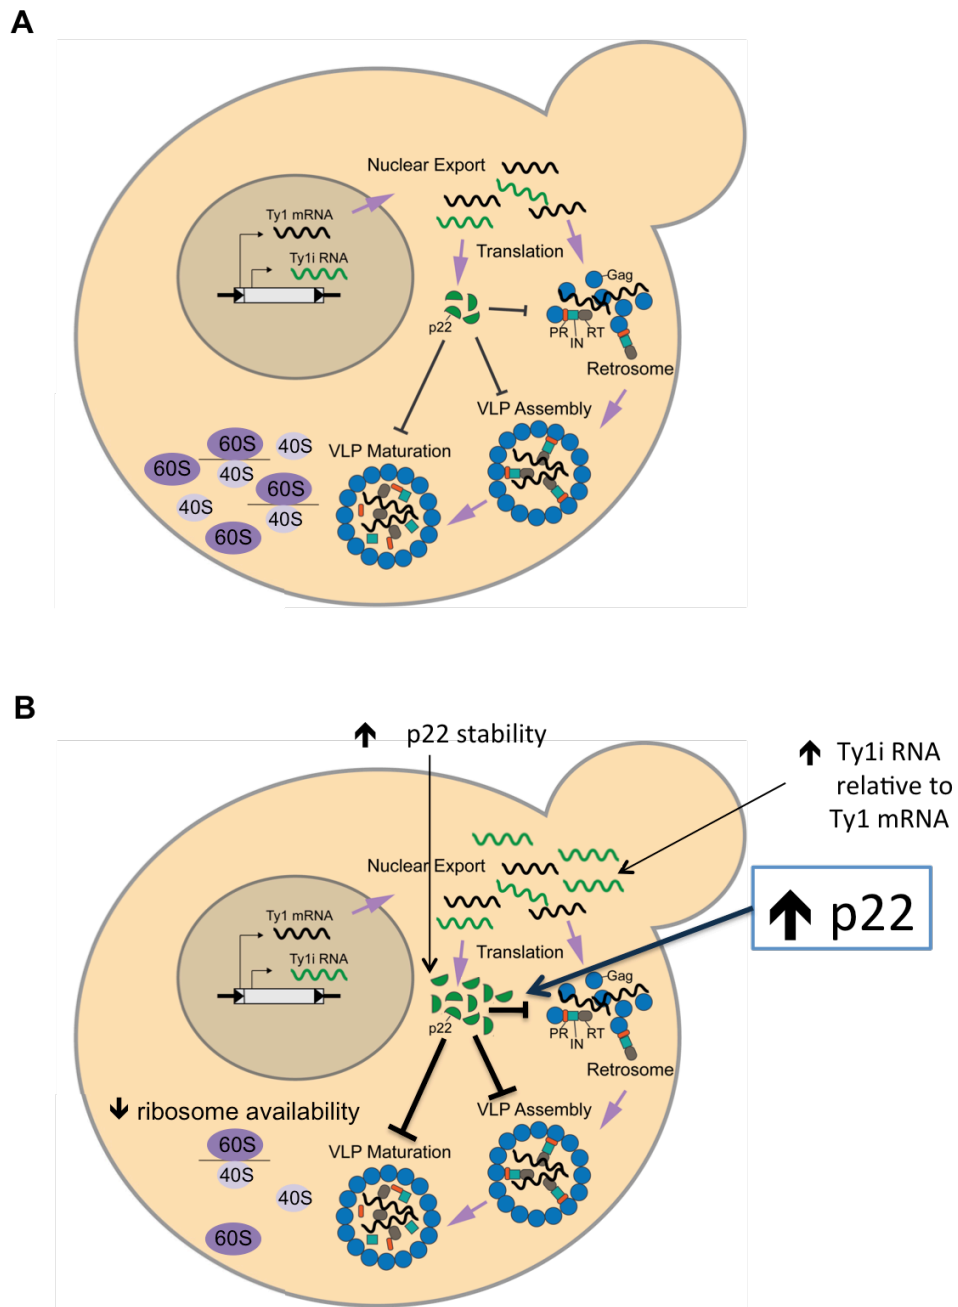 A
Nuclear Export
Ty1 mRNA
Ty1i RNA
Translation
Gag
p22
PR
IN
RT
Retrosome
VLP Assembly
VLP Maturation
60S
40S
60S
40S
60S
40S
40S
60S
B
p22 stability
Ty1i RNA
relative to
Ty1 mRNA
Nuclear Export
p22
Ty1 mRNA
Ty1i RNA
Translation
Gag
p22
PR
IN
RT
Retrosome
ribosome availability
VLP Assembly
VLP Maturation
60S
40S
40S
60S